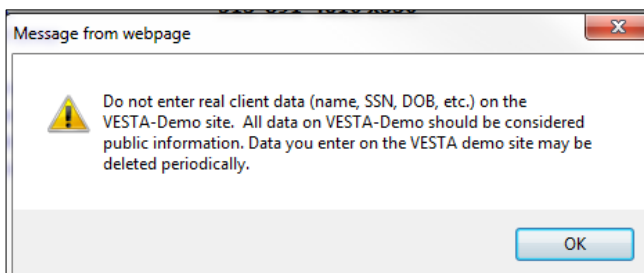 Message from webpage
Do not enter real client data (name, SSN, DOB, etc.) on the
VESTA-Demo site. All data on VESTA-Demo should be considered
public information. Data you enter on the VESTA demo site may be
deleted periodically.
OK